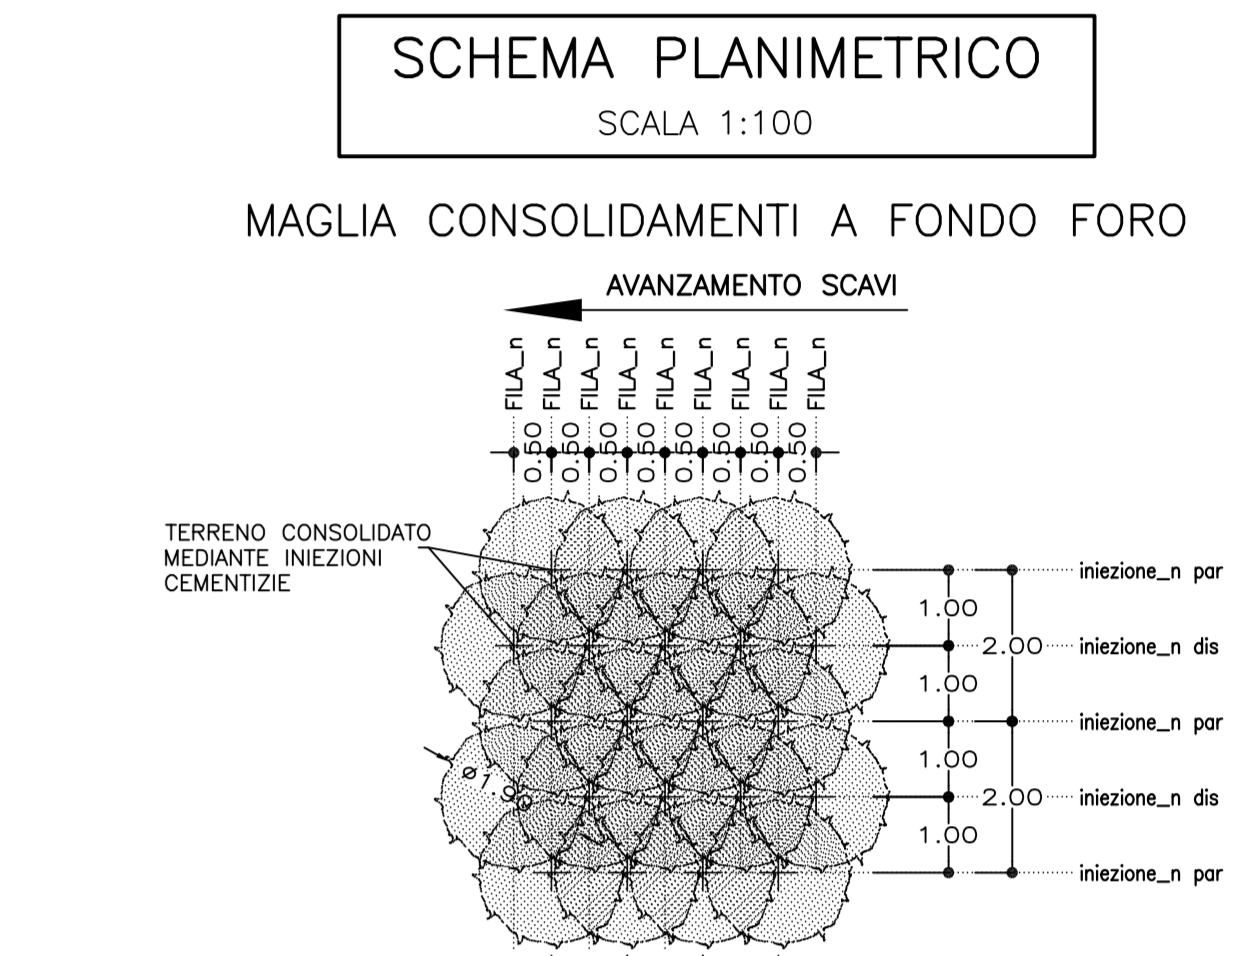 SCHEMA PLANIMETRICO
SCALA 1:100
MAGLIA CONSOLIDAMENTI A FONDO FORO
AVANZAMENTO SCAVI
FILA_n FILA_n FILA_n FILA_n FILA_n FILA_n FILA_n FILA_n FILA_n
0.50 0.50 0.50 0.50 0.50 0.50 0.50 0.50
TERRENO CONSOLIDATO
MEDIANTE INIEZIONI
CEMENTIZIE
iniezione_n par
1.00
2.00 iniezione_n dis
1.00
iniezione_n par
1.00
ø1.90
2.00 iniezione_n dis
1.00
iniezione_n par